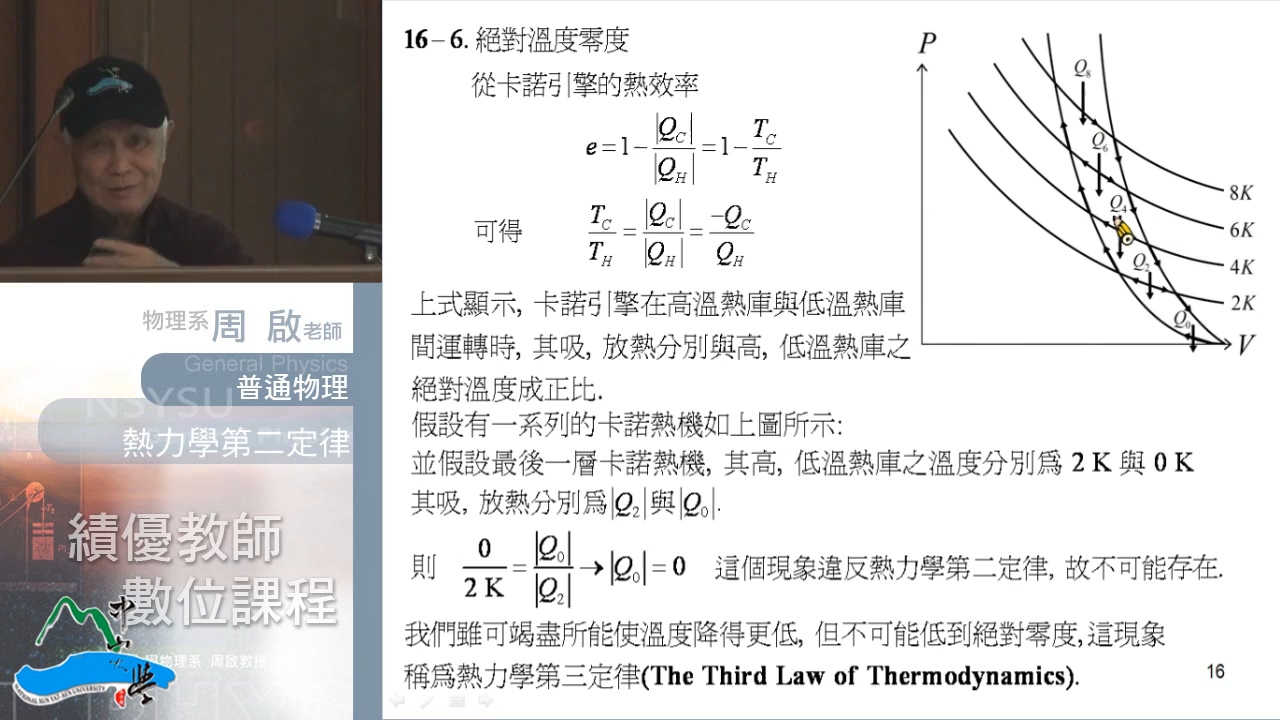 16-6. 絕對溫度零度
從卡諾引擎的熱效率
e = 1 - |Q_C| / |Q_H| = 1 - T_C / T_H
可得 T_C / T_H = |Q_C| / |Q_H| = -Q_C / Q_H
上式顯示, 卡諾引擎在高溫熱庫與低溫熱庫
間運轉時, 其吸, 放熱分別與高, 低溫熱庫之
絕對溫度成正比.
假設有一系列的卡諾熱機如上圖所示:
並假設最後一層卡諾熱機, 其高, 低溫熱庫之溫度分別為 2 K 與 0 K
其吸, 放熱分別為|Q_2|與|Q_0|.
則 0 / 2 K = |Q_0| / |Q_2| → |Q_0| = 0 這個現象違反熱力學第二定律, 故不可能存在.
我們雖可竭盡所能使溫度降得更低, 但不可能低到絕對零度,這現象
稱為熱力學第三定律(The Third Law of Thermodynamics).
16
P
Q_8
Q_6
Q_4
Q_2
Q_0
8K
6K
4K
2K
V
物理系 周 啟 老師
General Physics
普通物理
NSYSU
熱力學第二定律
績優教師
數位課程
物理系 周啟教授